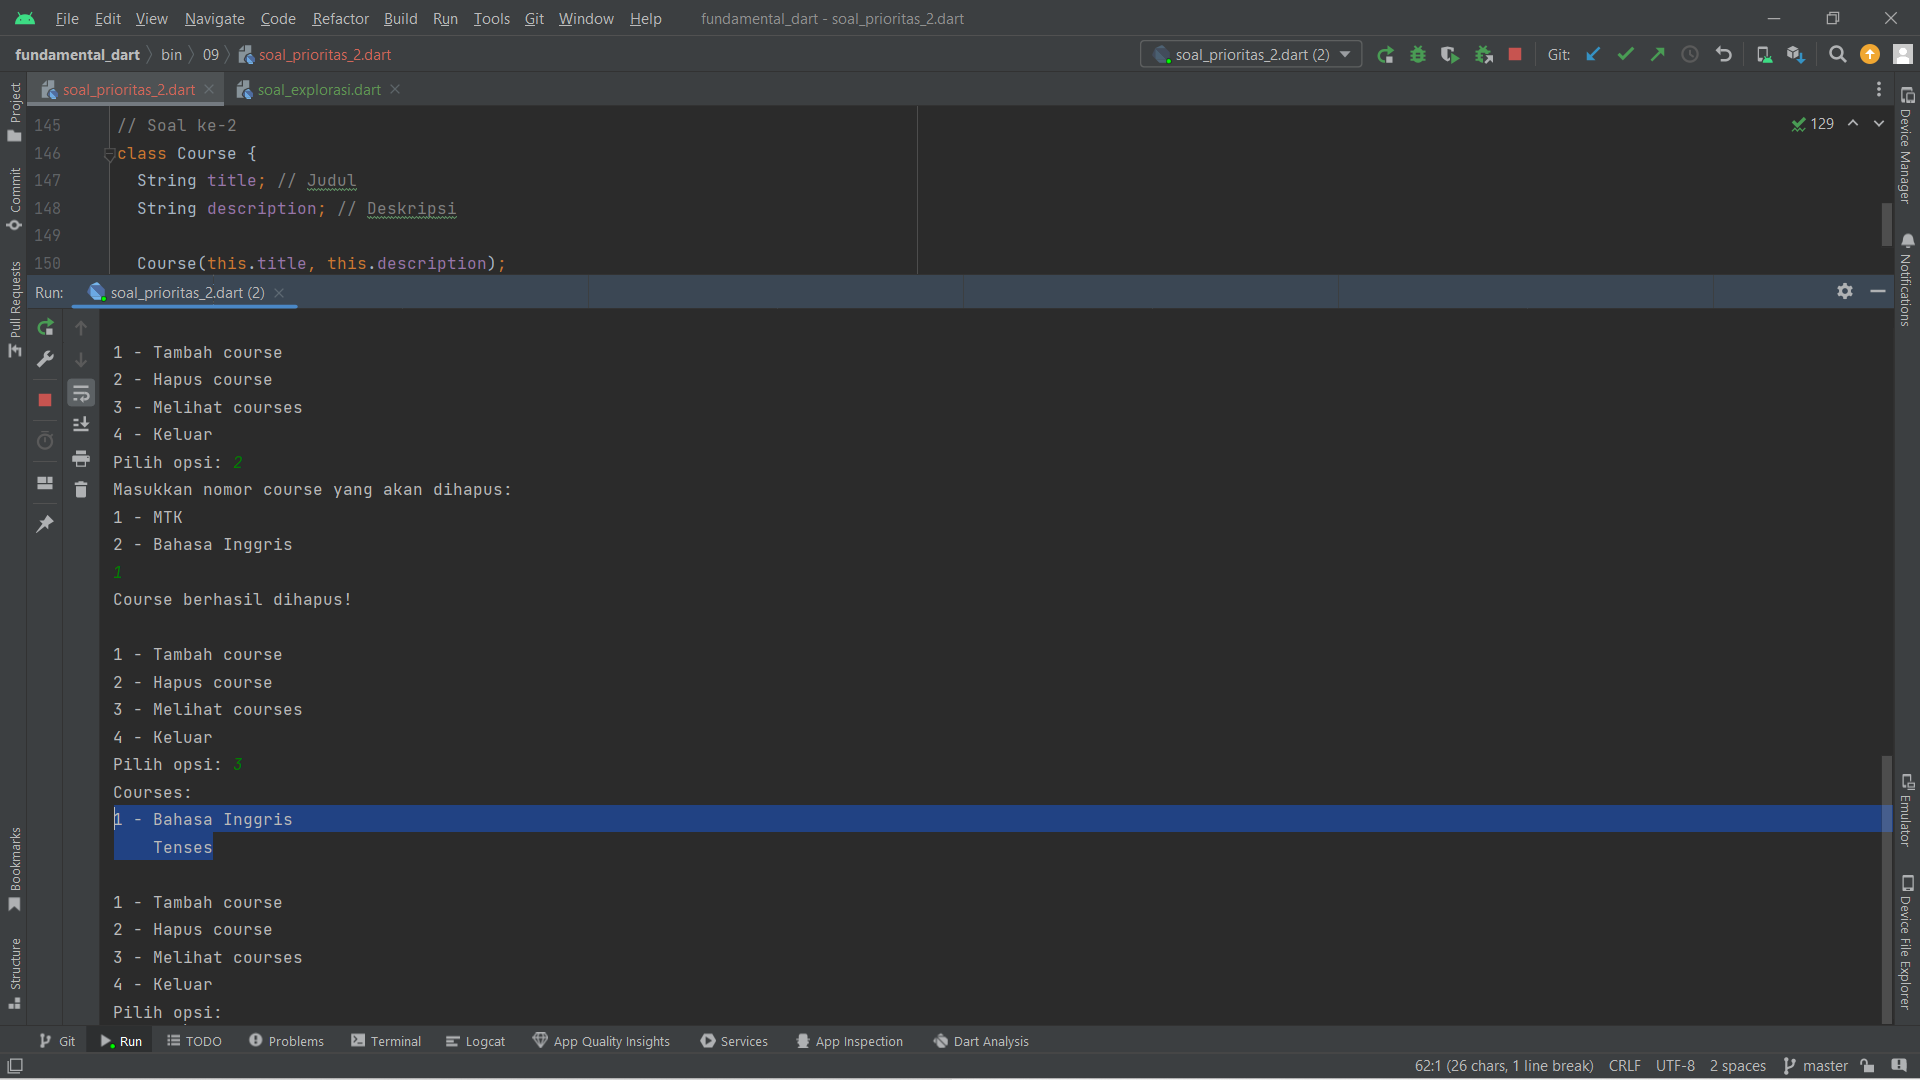 File Edit View Navigate Code Refactor Build Run Tools Git Window Help fundamental_dart - soal_prioritas_2.dart
fundamental_dart bin 09 soal_prioritas_2.dart soal_prioritas_2.dart (2) Git:
soal_prioritas_2.dart soal_explorasi.dart
145 // Soal ke-2
129
146 class Course {
147 String title; // Judul
148 String description; // Deskripsi
149
150 Course(this.title, this.description);
Run: soal_prioritas_2.dart (2)
1 - Tambah course
2 - Hapus course
3 - Melihat courses
4 - Keluar
Pilih opsi: 2
Masukkan nomor course yang akan dihapus:
1 - MTK
2 - Bahasa Inggris
1
Course berhasil dihapus!
1 - Tambah course
2 - Hapus course
3 - Melihat courses
4 - Keluar
Pilih opsi: 3
Courses:
1 - Bahasa Inggris
Tenses
1 - Tambah course
2 - Hapus course
3 - Melihat courses
4 - Keluar
Pilih opsi:
Project
Commit
Pull Requests
Bookmarks
Structure
Device Manager
Notifications
Emulator
Device File Explorer
Git Run TODO Problems Terminal Logcat App Quality Insights Services App Inspection Dart Analysis
62:1 (26 chars, 1 line break) CRLF UTF-8 2 spaces master